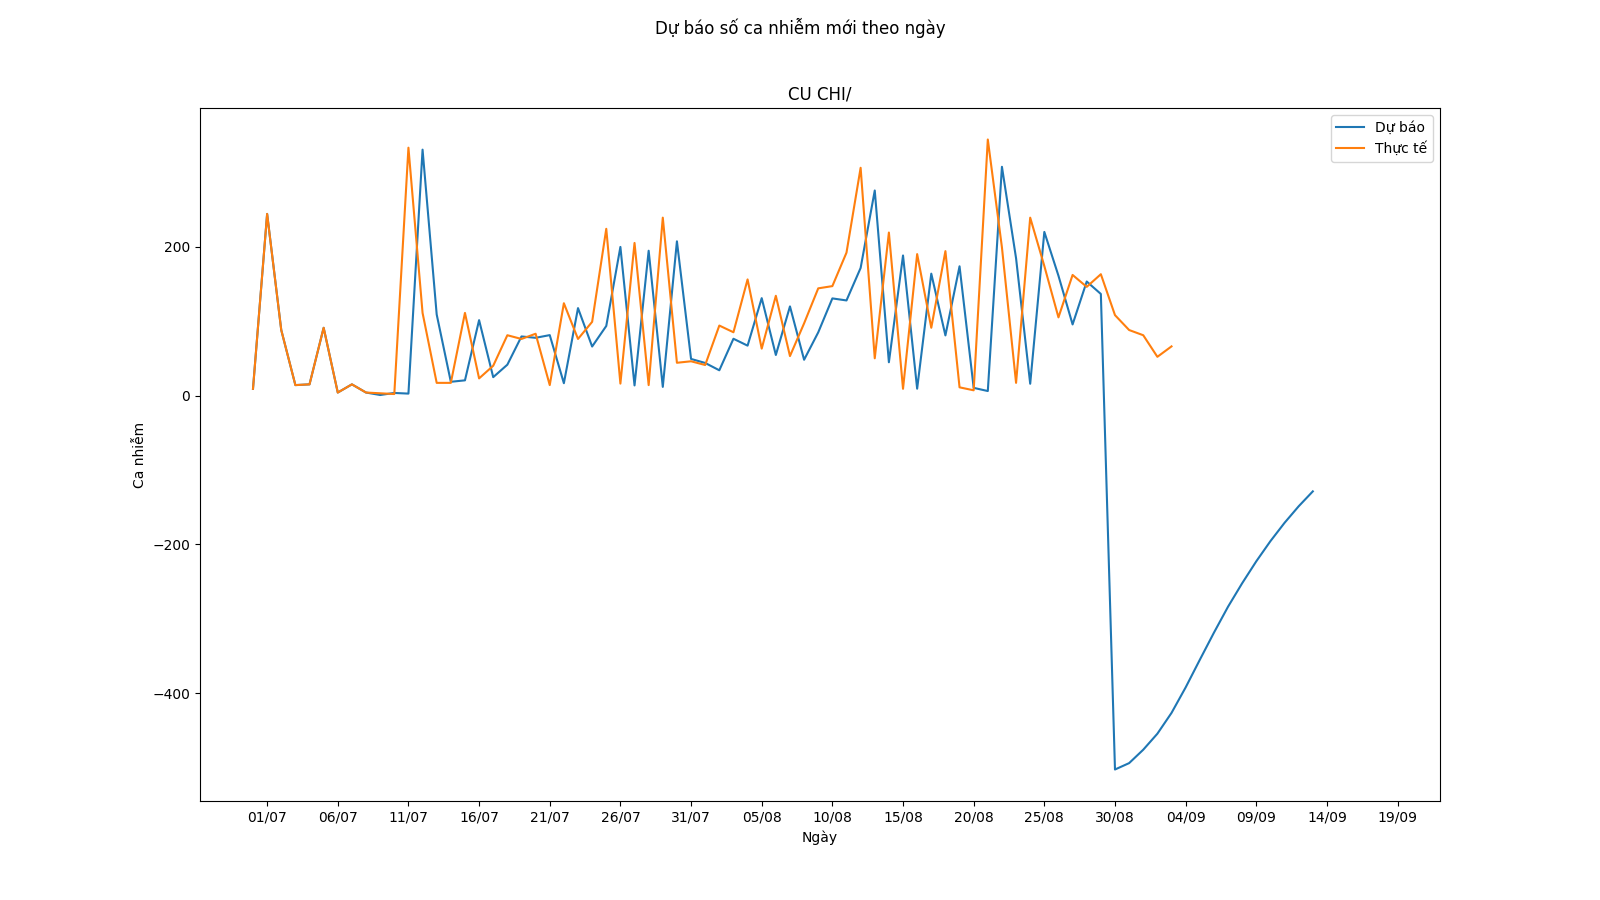 Dự báo số ca nhiễm mới theo ngày
CU CHI/
Dự báo
Thực tế
200
0
−200
−400
Ca nhiễm
01/07 06/07 11/07 16/07 21/07 26/07 31/07 05/08 10/08 15/08 20/08 25/08 30/08 04/09 09/09 14/09 19/09
Ngày